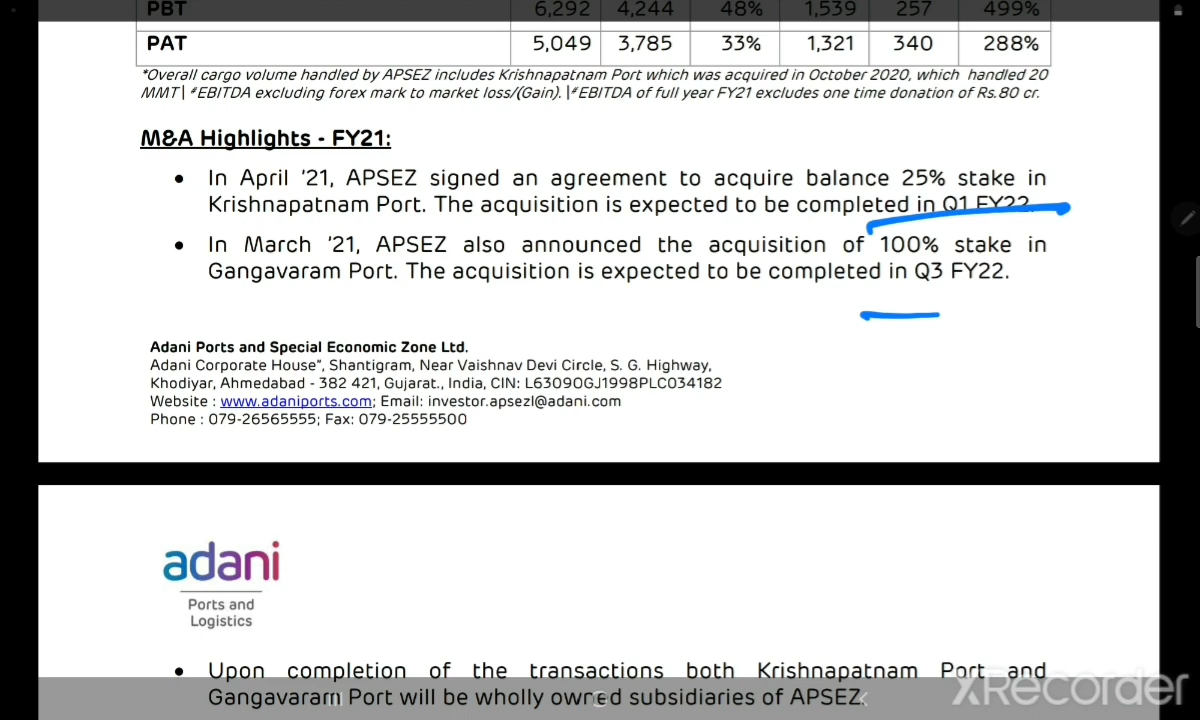 PBT 6,292 4,244 48% 1,539 257 499%
PAT 5,049 3,785 33% 1,321 340 288%
*Overall cargo volume handled by APSEZ includes Krishnapatnam Port which was acquired in October 2020, which handled 20
MMT| #EBITDA excluding forex mark to market loss/(Gain). |#EBITDA of full year FY21 excludes one time donation of Rs.80 cr.
M&A Highlights - FY21:
• In April '21, APSEZ signed an agreement to acquire balance 25% stake in
Krishnapatnam Port. The acquisition is expected to be completed in Q1 FY22.
• In March '21, APSEZ also announced the acquisition of 100% stake in
Gangavaram Port. The acquisition is expected to be completed in Q3 FY22.
Adani Ports and Special Economic Zone Ltd.
Adani Corporate House", Shantigram, Near Vaishnav Devi Circle, S. G. Highway,
Khodiyar, Ahmedabad - 382 421, Gujarat., India, CIN: L63090GJ1998PLC034182
Website : www.adaniports.com; Email: investor.apsezl@adani.com
Phone : 079-26565555; Fax: 079-25555500
adani
Ports and
Logistics
• Upon completion of the transactions both Krishnapatnam Port and
Gangavaram Port will be wholly owned subsidiaries of APSEZ.
XRecorder